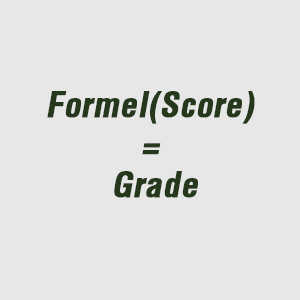 Formel(Score)
=
Grade